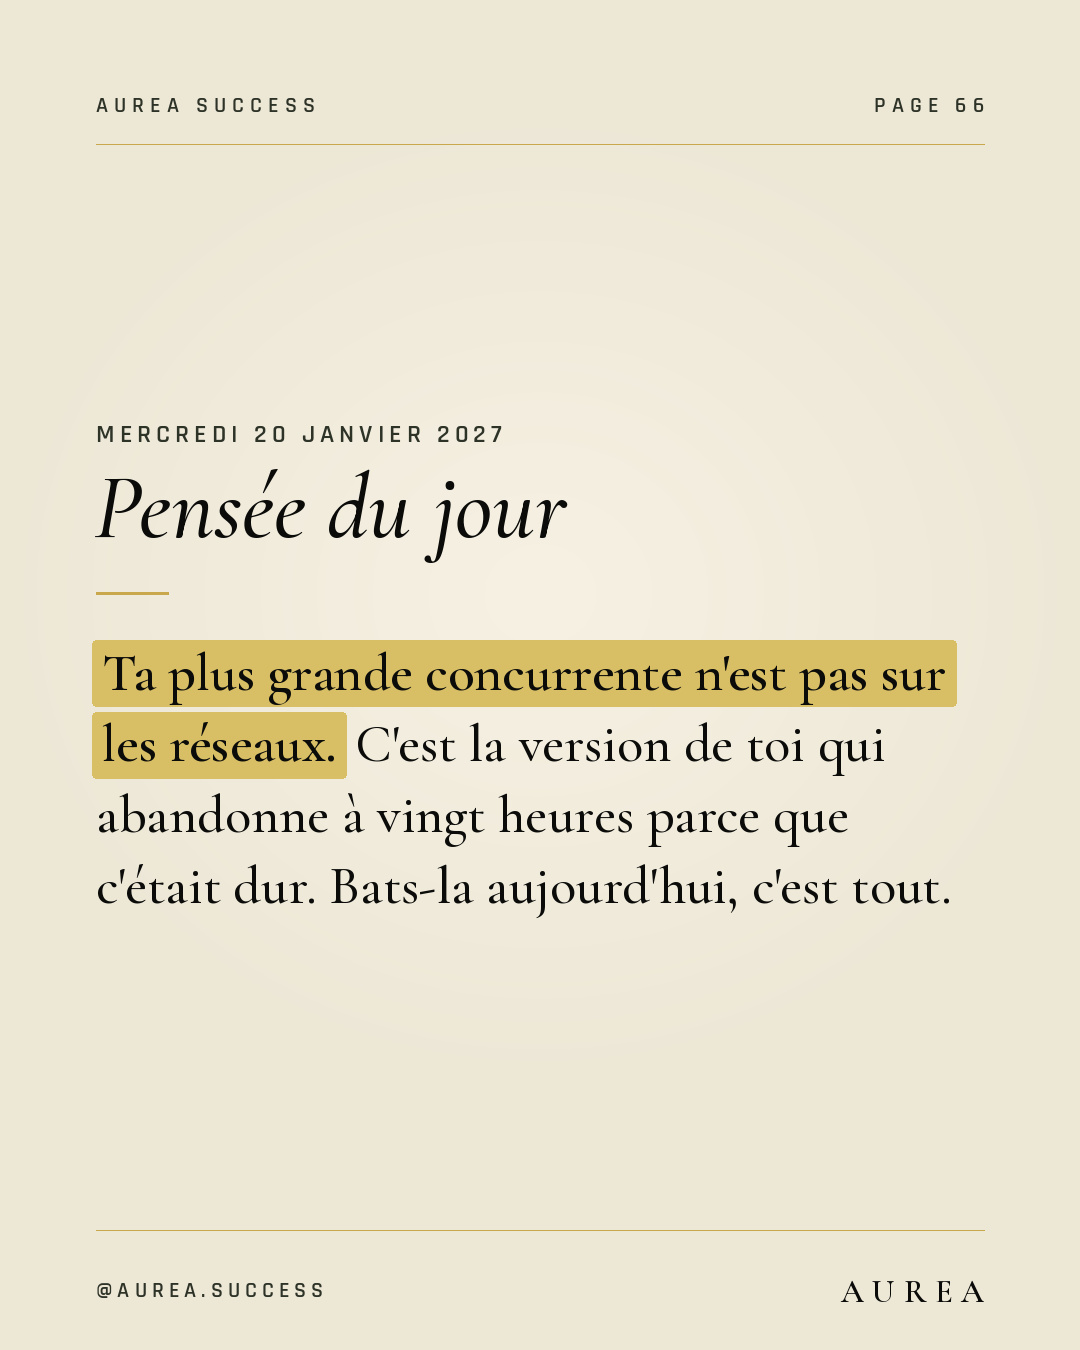 AUREA SUCCESS
PAGE 66
MERCREDI 20 JANVIER 2027
Pensée du jour
Ta plus grande concurrente n'est pas sur
les réseaux. C'est la version de toi qui
abandonne à vingt heures parce que
c'était dur. Bats-la aujourd'hui, c'est tout.
@AUREA.SUCCESS
AUREA